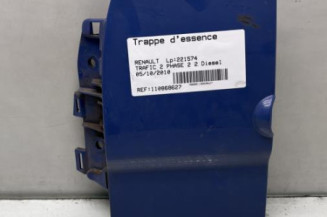 Trappe d'essence
RENAULT Lp:221574
TRAFIC 2 PHASE 2 2 Diesel
05/10/2010
REF:110868627